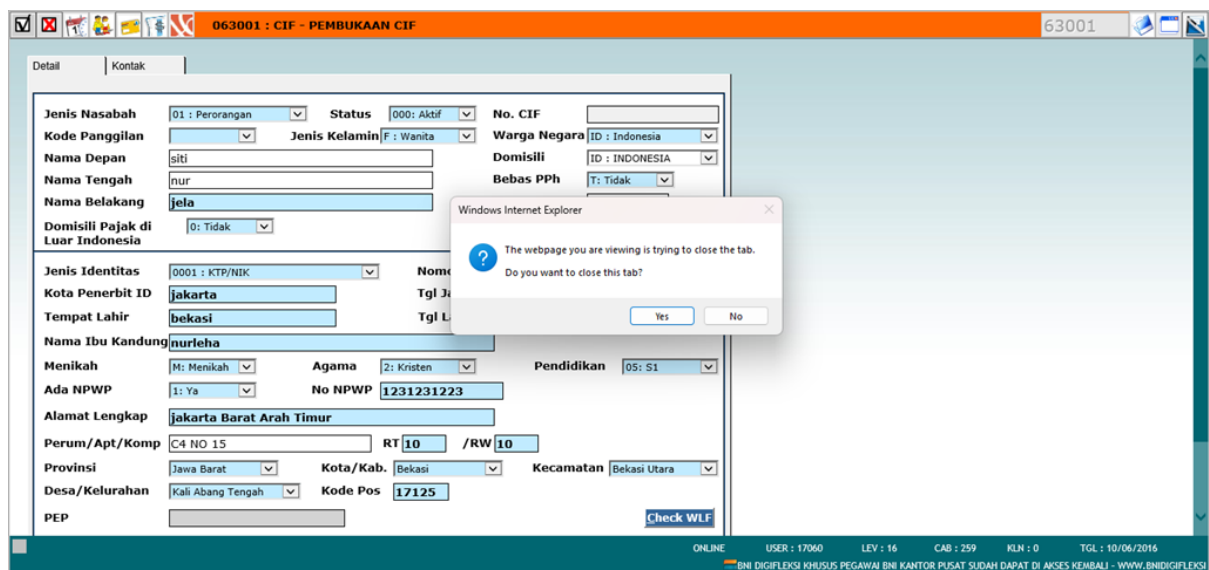 063001 : CIF - PEMBUKAAN CIF 63001
Detail Kontak
Jenis Nasabah 01 : Perorangan Status 000: Aktif No. CIF
Kode Panggilan Jenis Kelamin F : Wanita Warga Negara ID : Indonesia
Nama Depan siti Domisili ID : INDONESIA
Nama Tengah nur Bebas PPh T: Tidak
Nama Belakang jela
Domisili Pajak di Luar Indonesia 0: Tidak
Windows Internet Explorer
The webpage you are viewing is trying to close the tab.
Do you want to close this tab?
Yes No
Jenis Identitas 0001 : KTP/NIK
Kota Penerbit ID jakarta Tgl
Tempat Lahir bekasi Tgl
Nama Ibu Kandung nurleha
Menikah M: Menikah Agama 2: Kristen Pendidikan 05: S1
Ada NPWP 1: Ya No NPWP 1231231223
Alamat Lengkap jakarta Barat Arah Timur
Perum/Apt/Komp C4 NO 15 RT 10 /RW 10
Provinsi Jawa Barat Kota/Kab. Bekasi Kecamatan Bekasi Utara
Desa/Kelurahan Kali Abang Tengah Kode Pos 17125
PEP Check WLF
ONLINE USER : 17060 LEV : 16 CAB : 259 KLN : 0 TGL : 10/06/2016
BNI DIGIFLEKSI KHUSUS PEGAWAI BNI KANTOR PUSAT SUDAH DAPAT DI AKSES KEMBALI - WWW.BNIDIGIFLEKSI